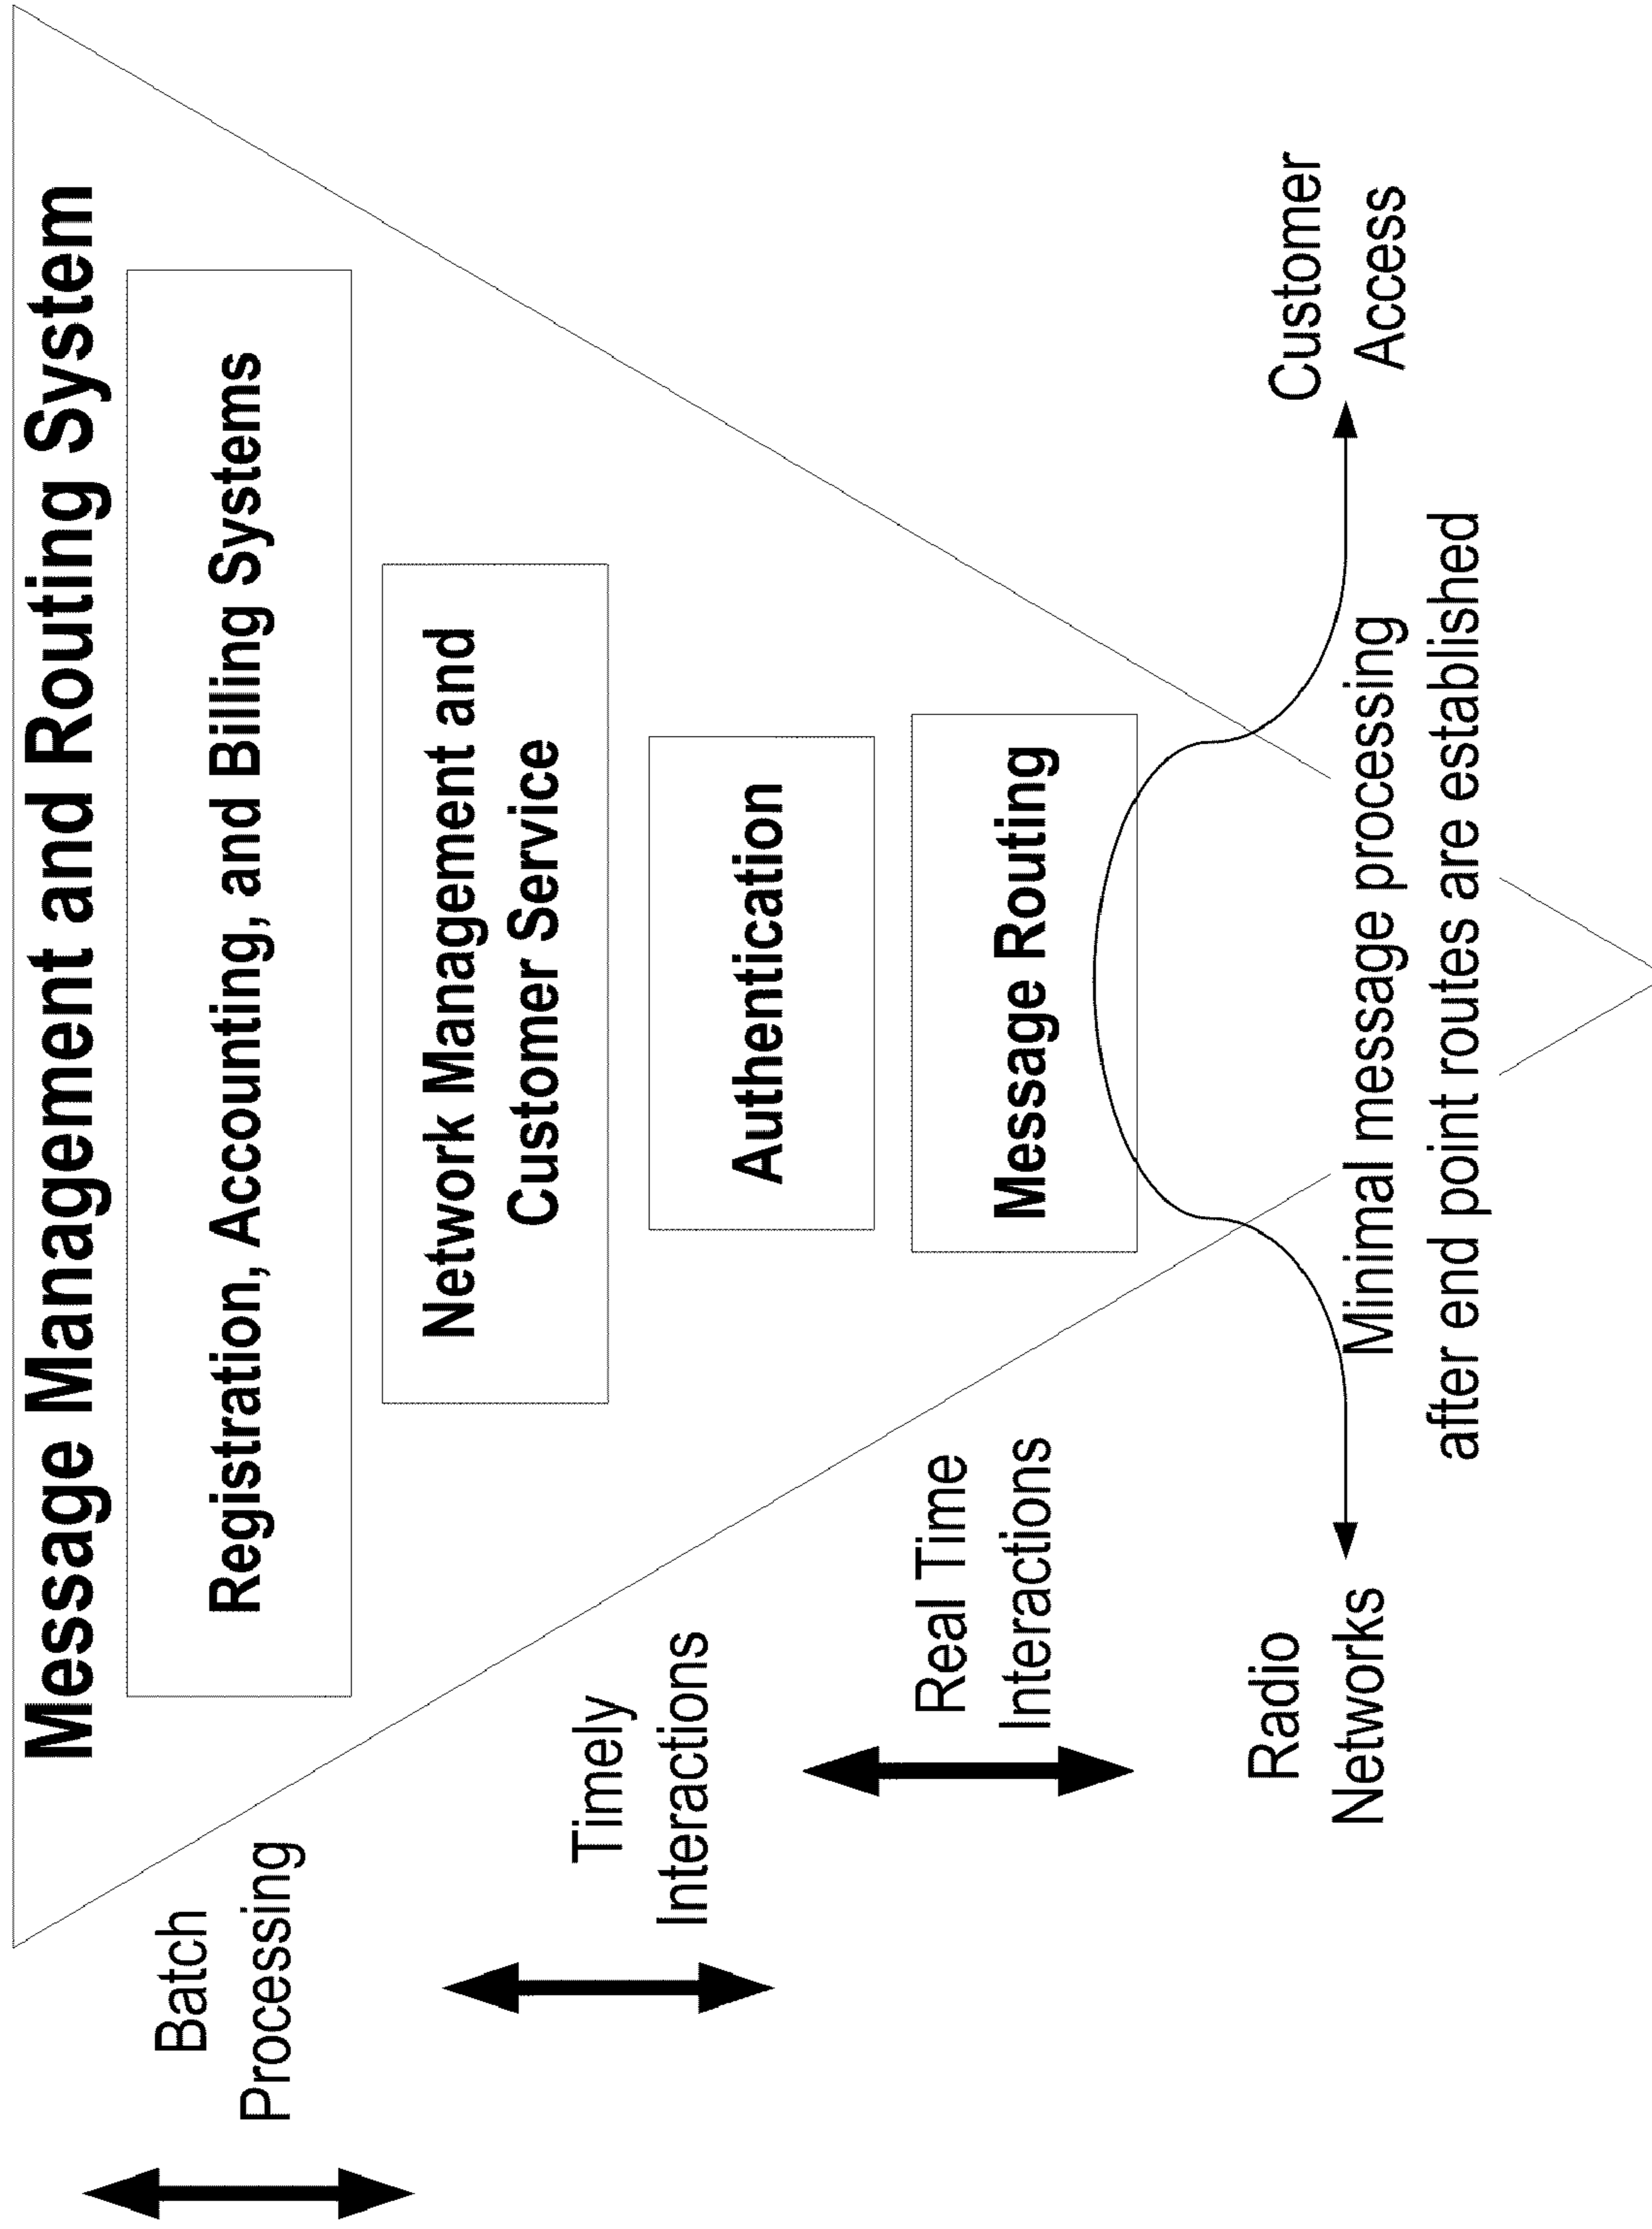 Message Management and Routing System
Registration, Accounting, and Billing Systems
Network Management and
Customer Service
Authentication
Message Routing
Batch
Processing
Timely
Interactions
Real Time
Interactions
Radio
Networks
Customer
Access
Minimal message processing
after end point routes are established